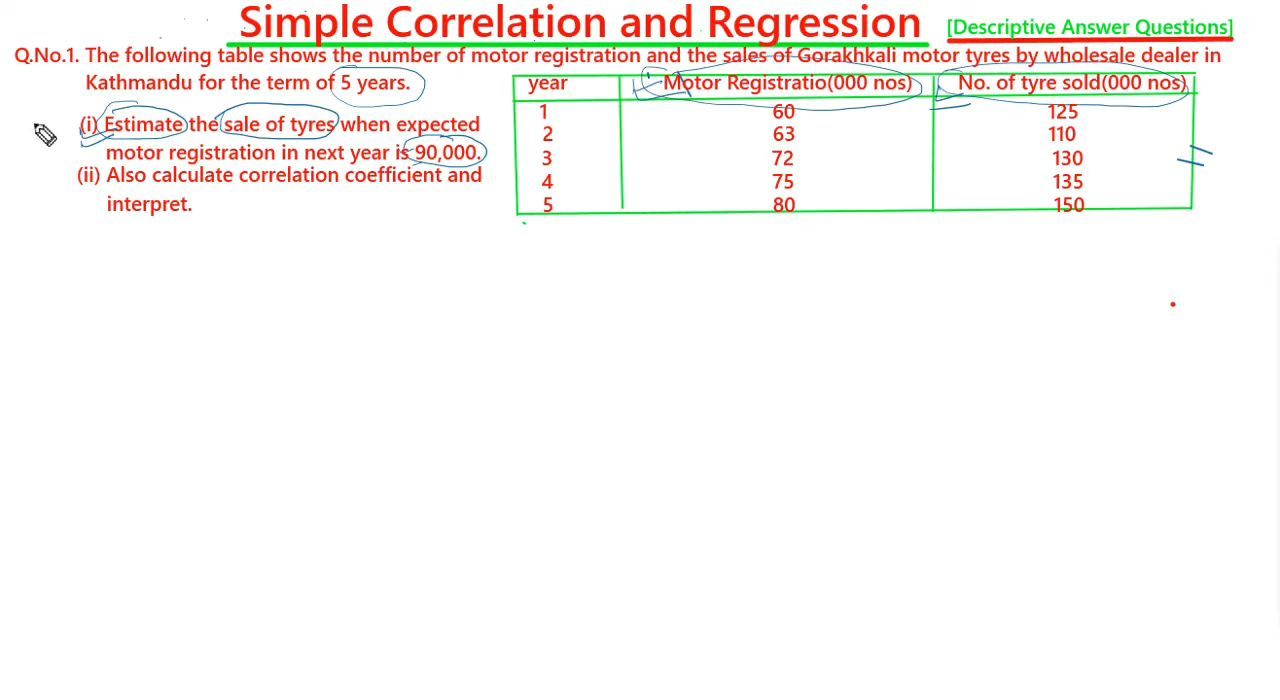 Simple Correlation and Regression [Descriptive Answer Questions]
Q.No.1. The following table shows the number of motor registration and the sales of Gorakhkali motor tyres by wholesale dealer in
Kathmandu for the term of 5 years.
(i) Estimate the sale of tyres when expected
motor registration in next year is 90,000.
(ii) Also calculate correlation coefficient and
interpret.
year Motor Registratio(000 nos) No. of tyre sold(000 nos)
1 60 125
2 63 110
3 72 130
4 75 135
5 80 150